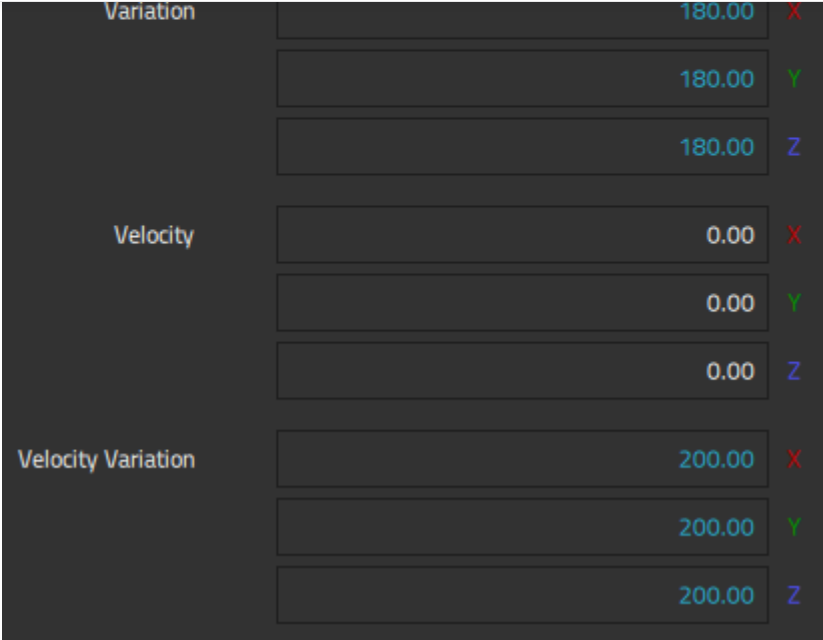 Variation 180.00 X
180.00 Y
180.00 Z
Velocity 0.00 X
0.00 Y
0.00 Z
Velocity Variation 200.00 X
200.00 Y
200.00 Z